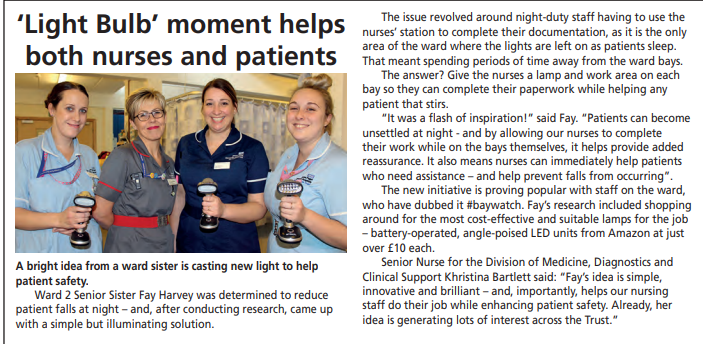 ‘Light Bulb’ moment helps
both nurses and patients
A bright idea from a ward sister is casting new light to help
patient safety.
Ward 2 Senior Sister Fay Harvey was determined to reduce
patient falls at night – and, after conducting research, came up
with a simple but illuminating solution.
The issue revolved around night-duty staff having to use the
nurses’ station to complete their documentation, as it is the only
area of the ward where the lights are left on as patients sleep.
That meant spending periods of time away from the ward bays.
The answer? Give the nurses a lamp and work area on each
bay so they can complete their paperwork while helping any
patient that stirs.
“It was a flash of inspiration!” said Fay. “Patients can become
unsettled at night - and by allowing our nurses to complete
their work while on the bays themselves, it helps provide added
reassurance. It also means nurses can immediately help patients
who need assistance – and help prevent falls from occurring”.
The new initiative is proving popular with staff on the ward,
who have dubbed it #baywatch. Fay’s research included shopping
around for the most cost-effective and suitable lamps for the job
– battery-operated, angle-poised LED units from Amazon at just
over £10 each.
Senior Nurse for the Division of Medicine, Diagnostics and
Clinical Support Khristina Bartlett said: “Fay’s idea is simple,
innovative and brilliant – and, importantly, helps our nursing
staff do their job while enhancing patient safety. Already, her
idea is generating lots of interest across the Trust.”